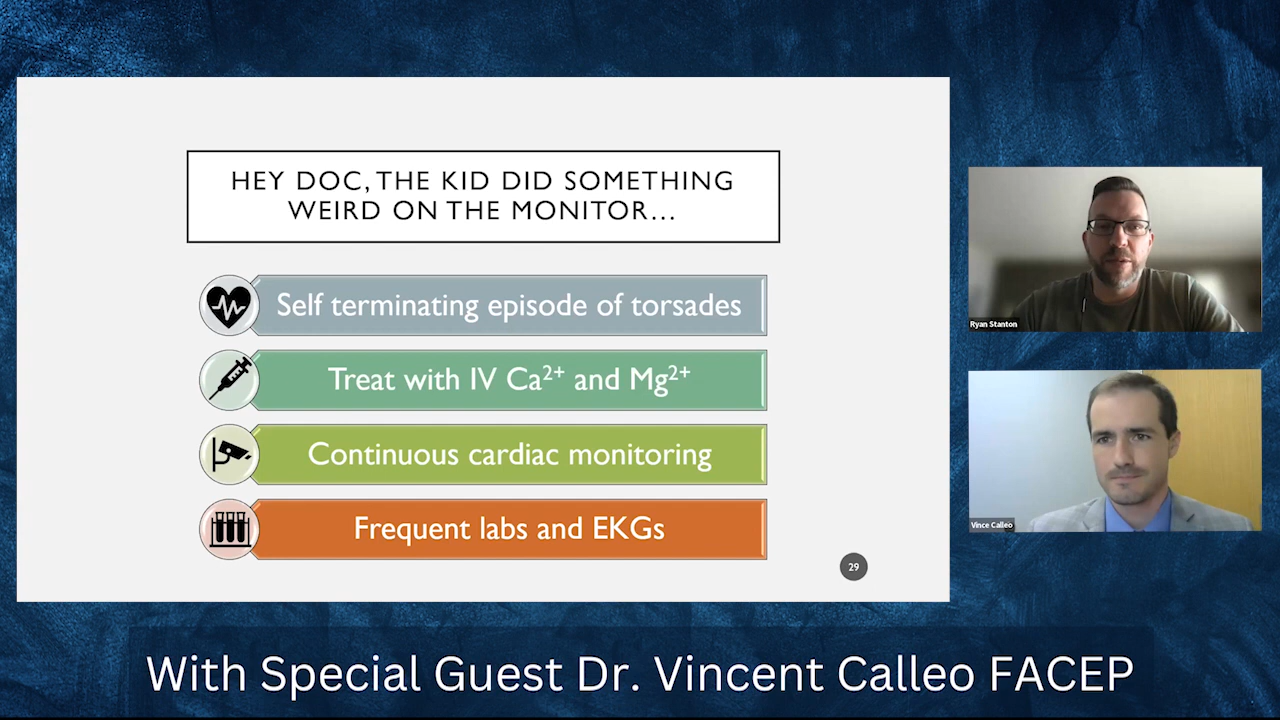 HEY DOC, THE KID DID SOMETHING
WEIRD ON THE MONITOR...
Self terminating episode of torsades
Treat with IV Ca²⁺ and Mg²⁺
Continuous cardiac monitoring
Frequent labs and EKGs
29
Ryan Stanton
Vince Calleo
With Special Guest Dr. Vincent Calleo FACEP